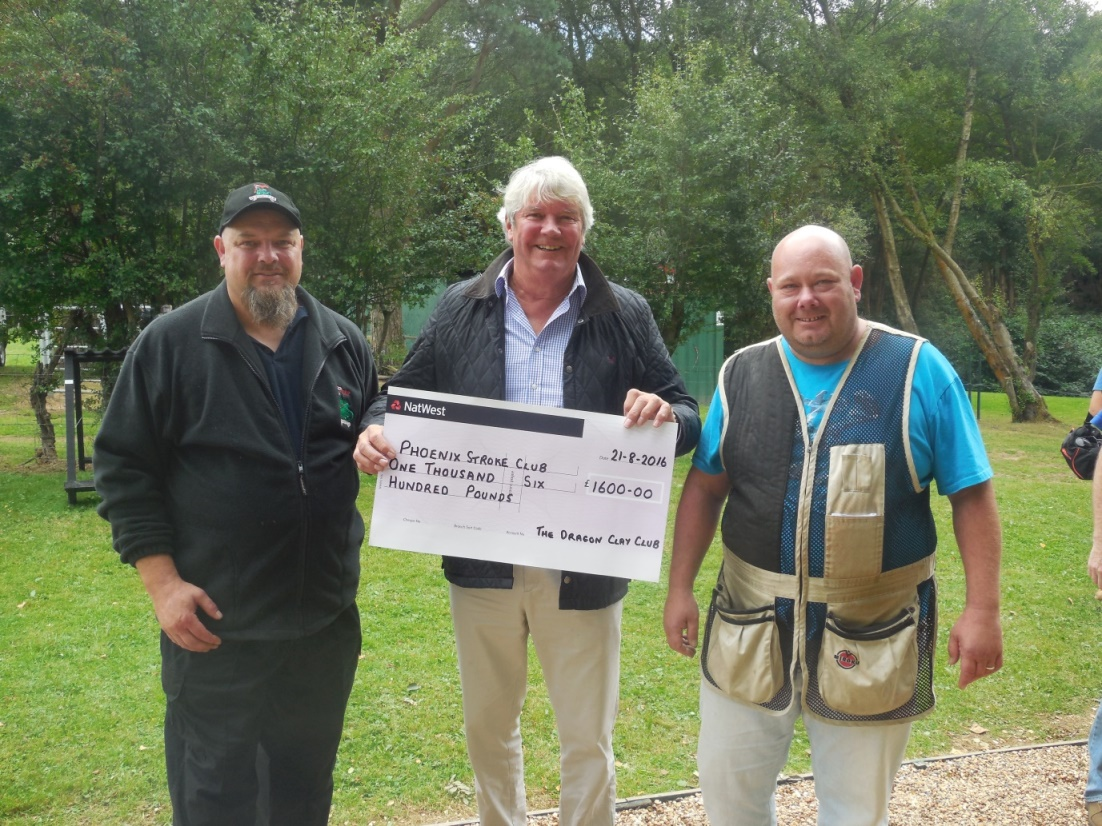 NatWest
PHOENIX STROKE CLUB
Date 21-8-2016
ONE THOUSAND SIX
£ 1600-00
HUNDRED POUNDS
THE DRAGON CLAY CLUB